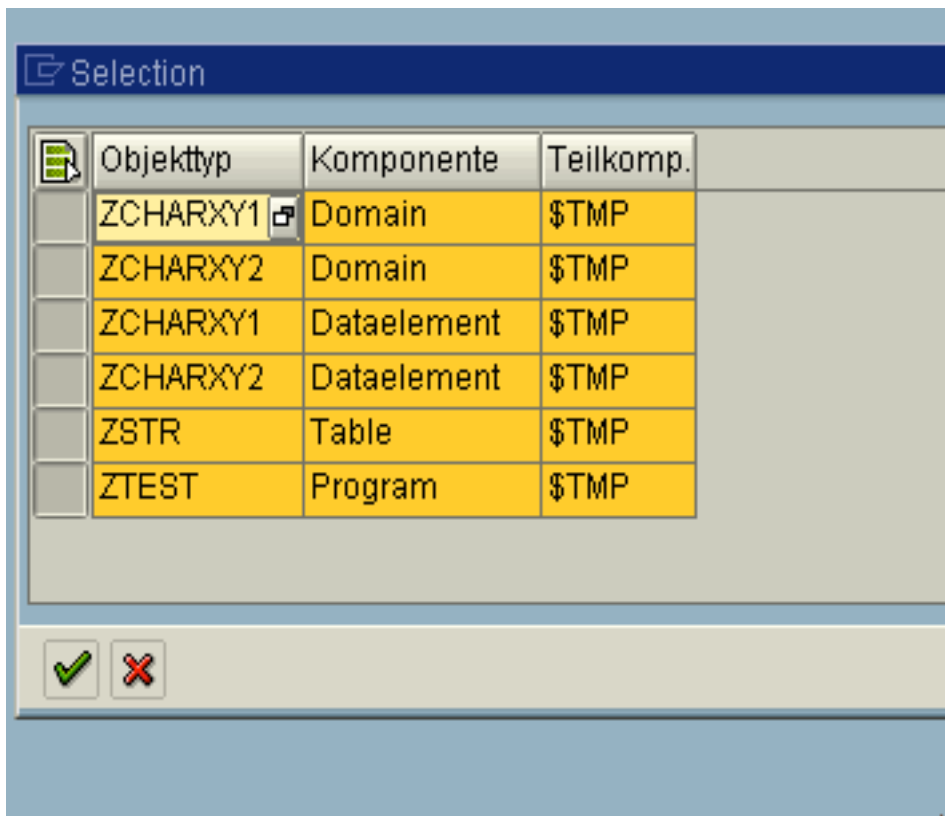 Selection
Objekttyp Komponente Teilkomp.
ZCHARXY1 Domain $TMP
ZCHARXY2 Domain $TMP
ZCHARXY1 Dataelement $TMP
ZCHARXY2 Dataelement $TMP
ZSTR Table $TMP
ZTEST Program $TMP